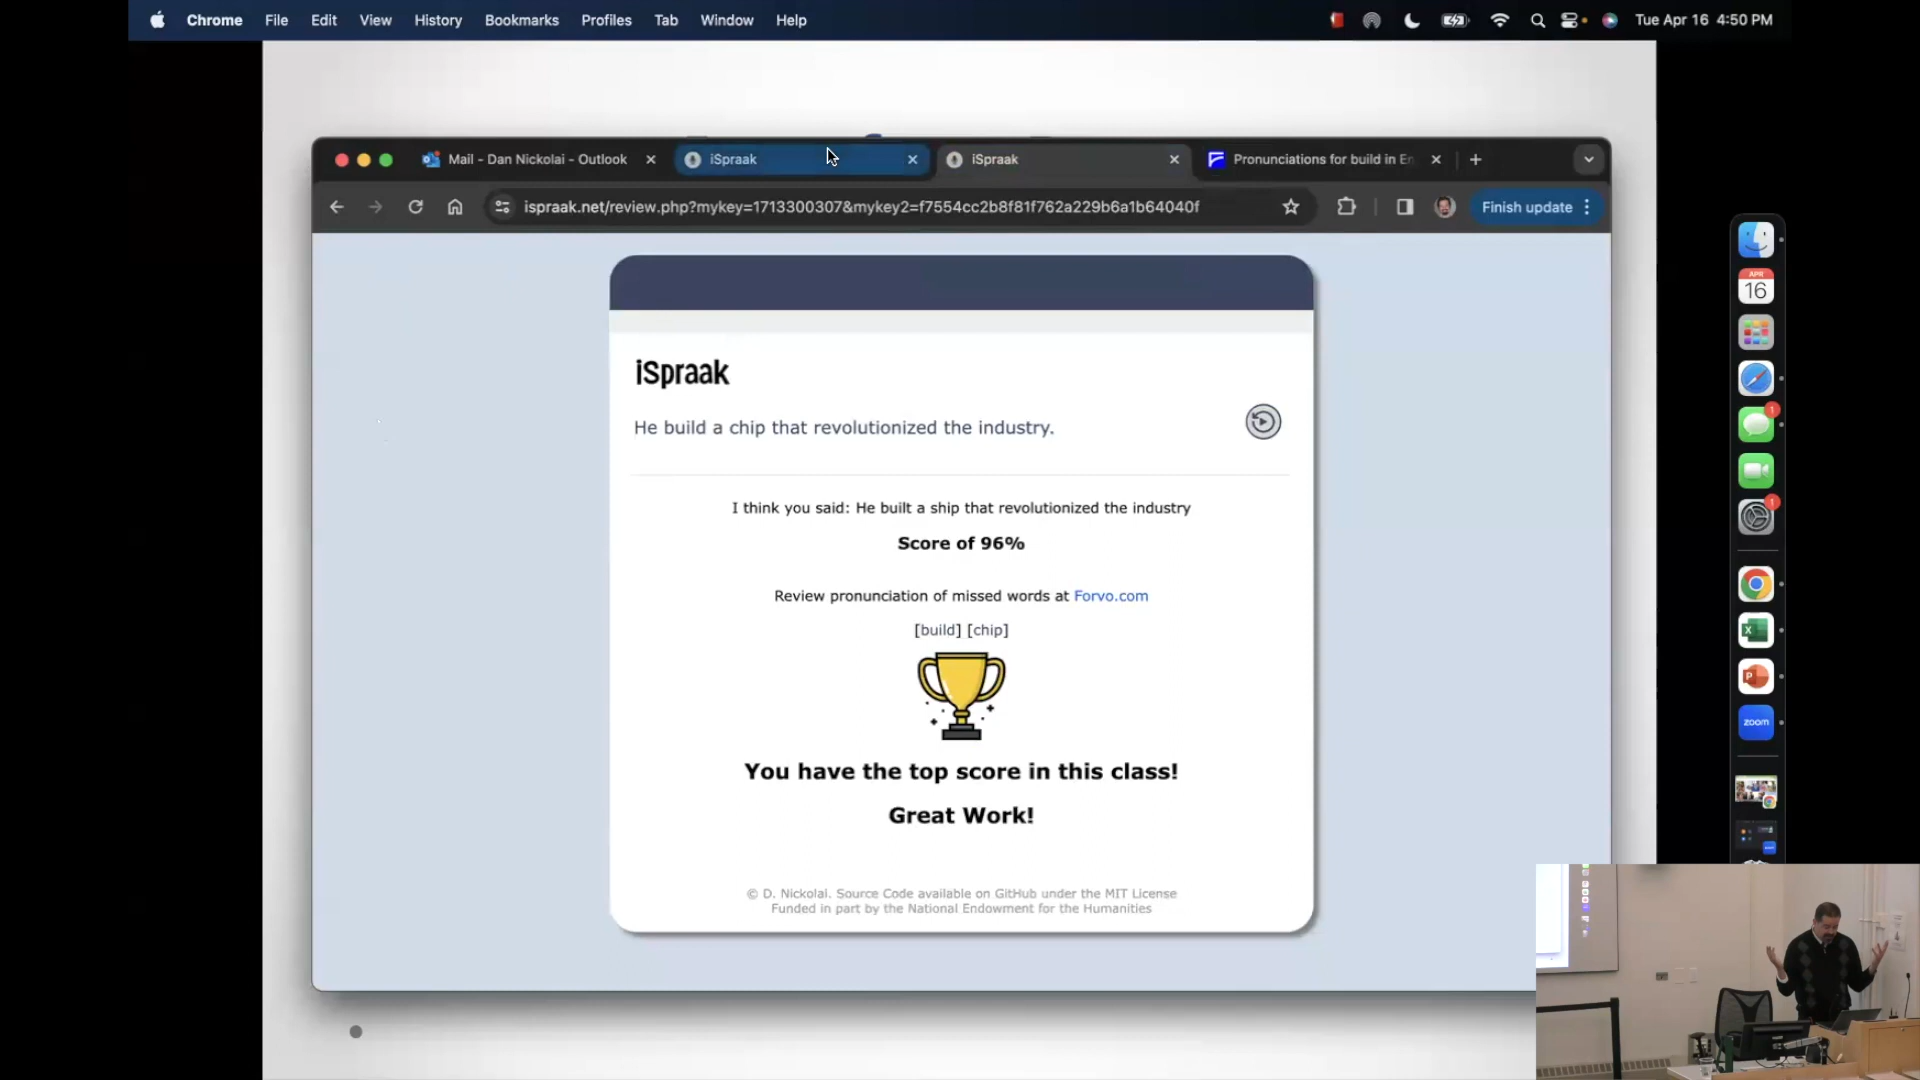 Chrome File Edit View History Bookmarks Profiles Tab Window Help Tue Apr 16 4:50 PM
Mail - Dan Nickolai - Outlook iSpraak iSpraak Pronunciations for build in En
ispraak.net/review.php?mykey=1713300307&mykey2=f7554cc2b8f81f762a229b6a1b64040f Finish update
APR
16
1
1
zoom
iSpraak
He build a chip that revolutionized the industry.
I think you said: He built a ship that revolutionized the industry
Score of 96%
Review pronunciation of missed words at Forvo.com
[build] [chip]
You have the top score in this class!
Great Work!
© D. Nickolai. Source Code available on GitHub under the MIT License
Funded in part by the National Endowment for the Humanities